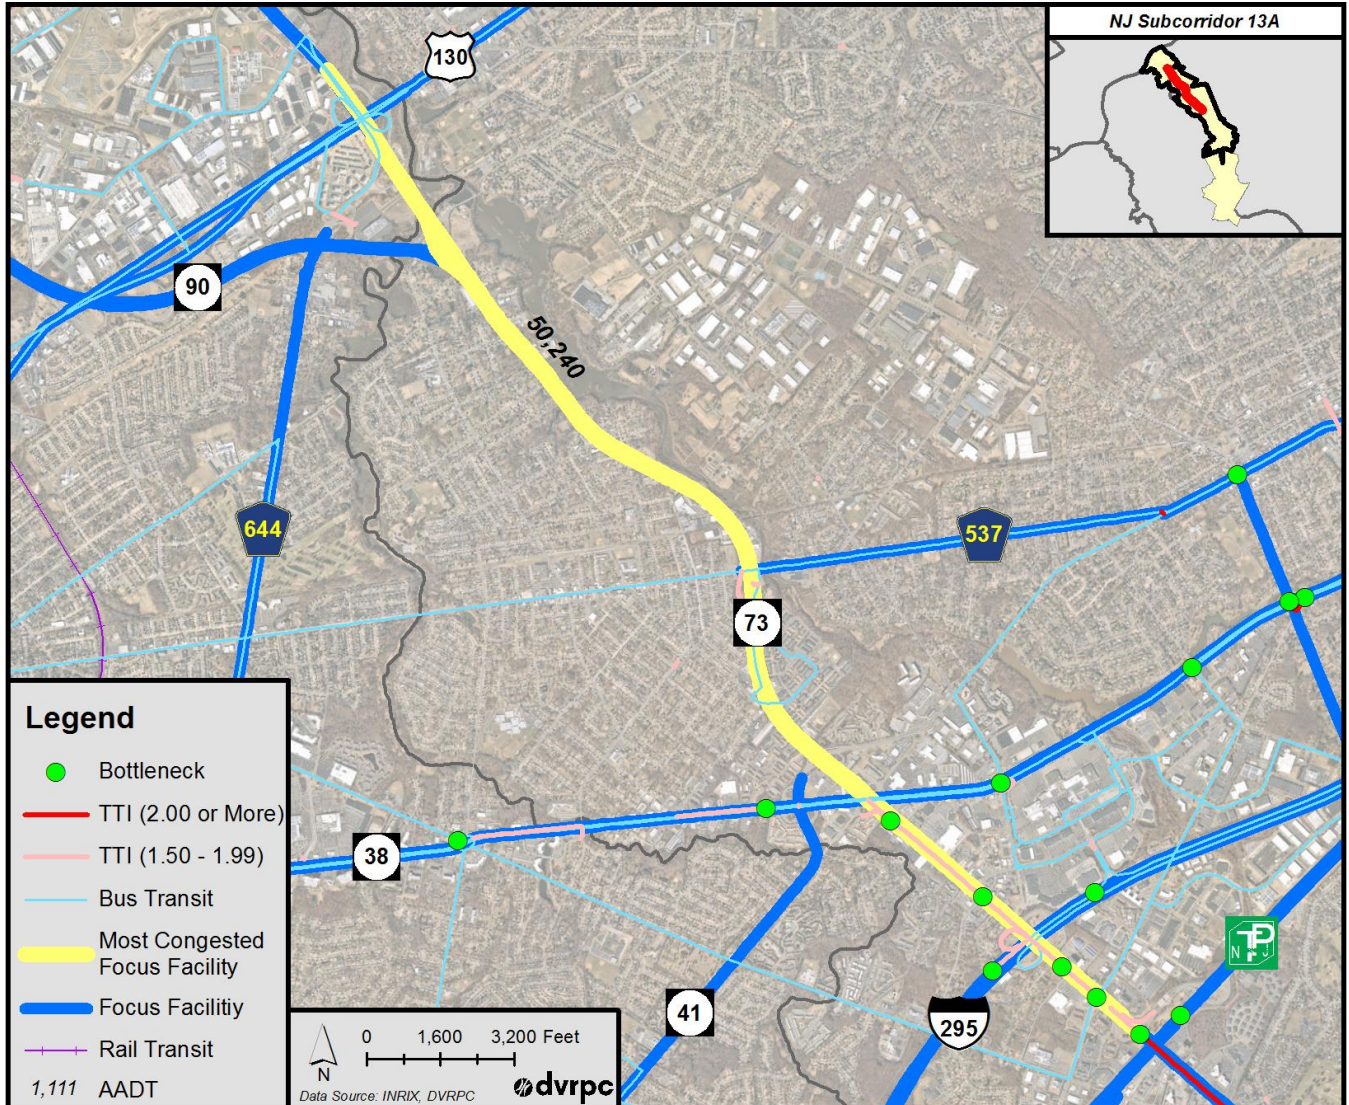 NJ Subcorridor 13A
130
90
50,240
644
537
73
38
41
295
TP
N J
Legend
Bottleneck
TTI (2.00 or More)
TTI (1.50 - 1.99)
Bus Transit
Most Congested
Focus Facility
Focus Facilitiy
Rail Transit
1,111 AADT
N
0 1,600 3,200 Feet
Data Source: INRIX, DVRPC
dvrpc